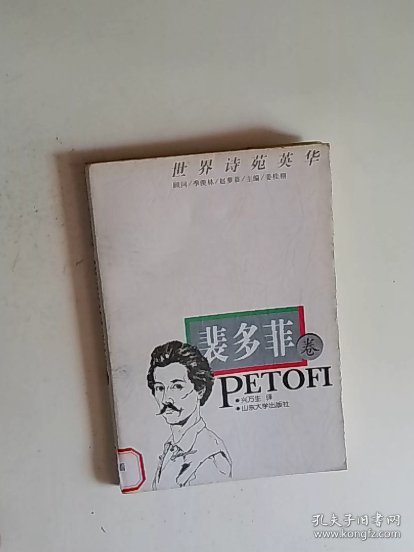 世界诗苑英华
顾问/季羡林/赵萝蕤/主编/姜桂栩
裴多菲
卷
PETOFI
●兴万生 译
●山东大学出版社
孔夫子旧书网
www.kongfz.com